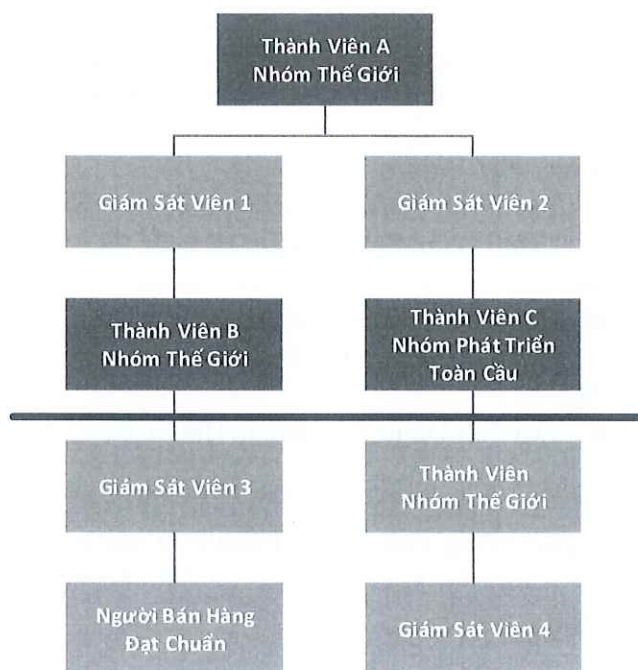 Thành Viên A
Nhóm Thế Giới
Giám Sát Viên 1
Giám Sát Viên 2
Thành Viên B
Nhóm Thế Giới
Thành Viên C
Nhóm Phát Triển
Toàn Cầu
Giám Sát Viên 3
Thành Viên
Nhóm Thế Giới
Người Bán Hàng
Đạt Chuẩn
Giám Sát Viên 4